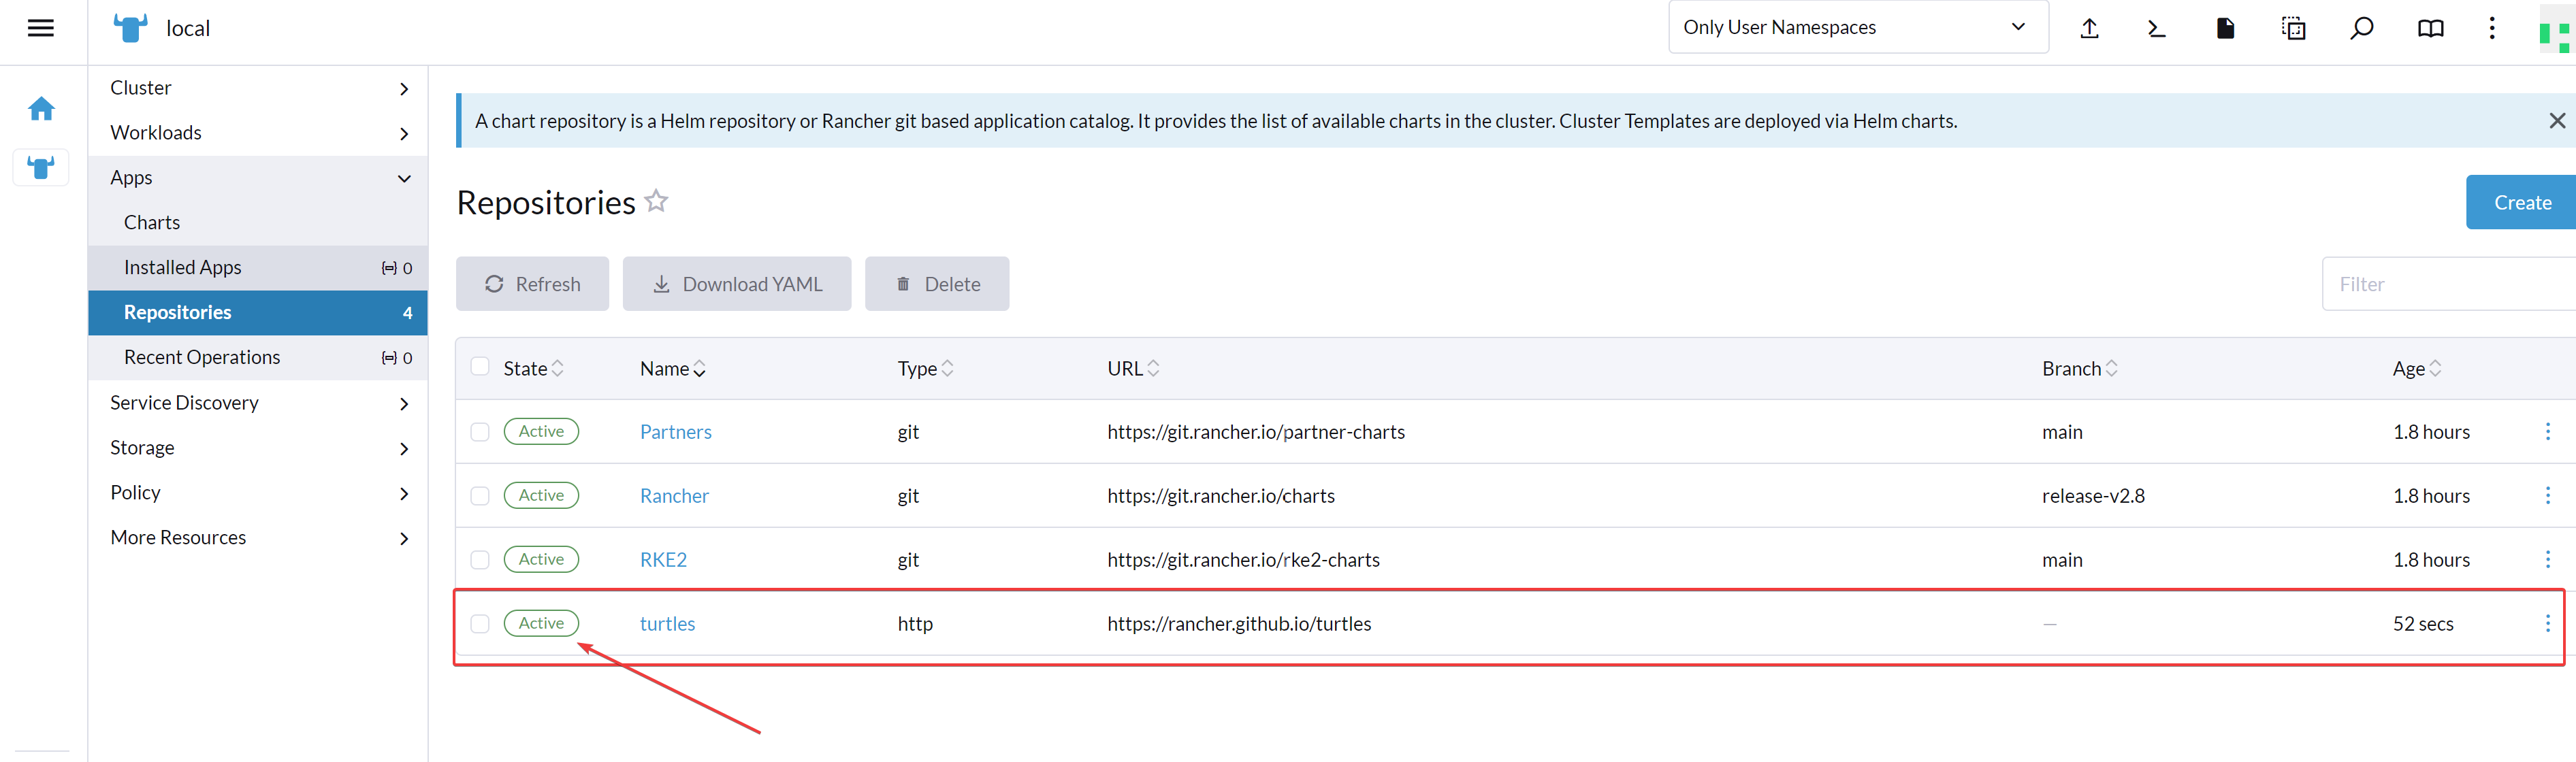 local
Only User Namespaces
Cluster
Workloads
Apps
Charts
Installed Apps 0
Repositories 4
Recent Operations 0
Service Discovery
Storage
Policy
More Resources
A chart repository is a Helm repository or Rancher git based application catalog. It provides the list of available charts in the cluster. Cluster Templates are deployed via Helm charts.
Repositories
Create
Refresh Download YAML Delete
Filter
State Name Type URL Branch Age
Active Partners git https://git.rancher.io/partner-charts main 1.8 hours
Active Rancher git https://git.rancher.io/charts release-v2.8 1.8 hours
Active RKE2 git https://git.rancher.io/rke2-charts main 1.8 hours
Active turtles http https://rancher.github.io/turtles — 52 secs